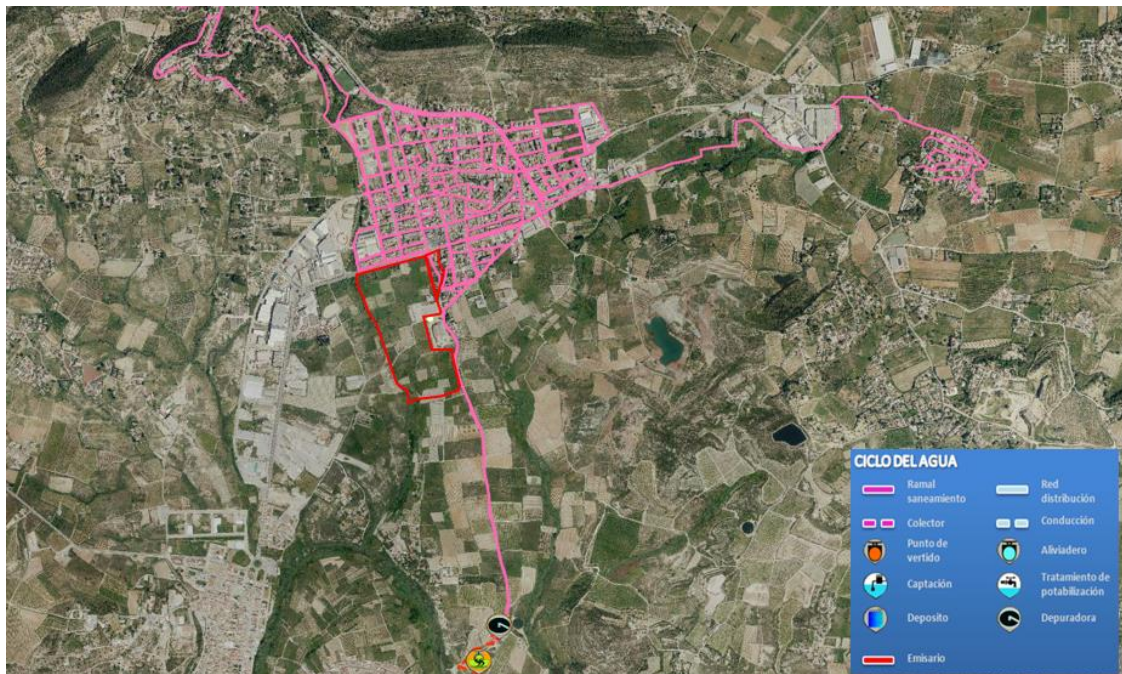 CICLO DEL AGUA
Ramal
saneamiento
Red
distribución
Colector
Conducción
Punto de
vertido
Aliviadero
Captación
Tratamiento de
potabilización
Deposito
Depuradora
Emisario